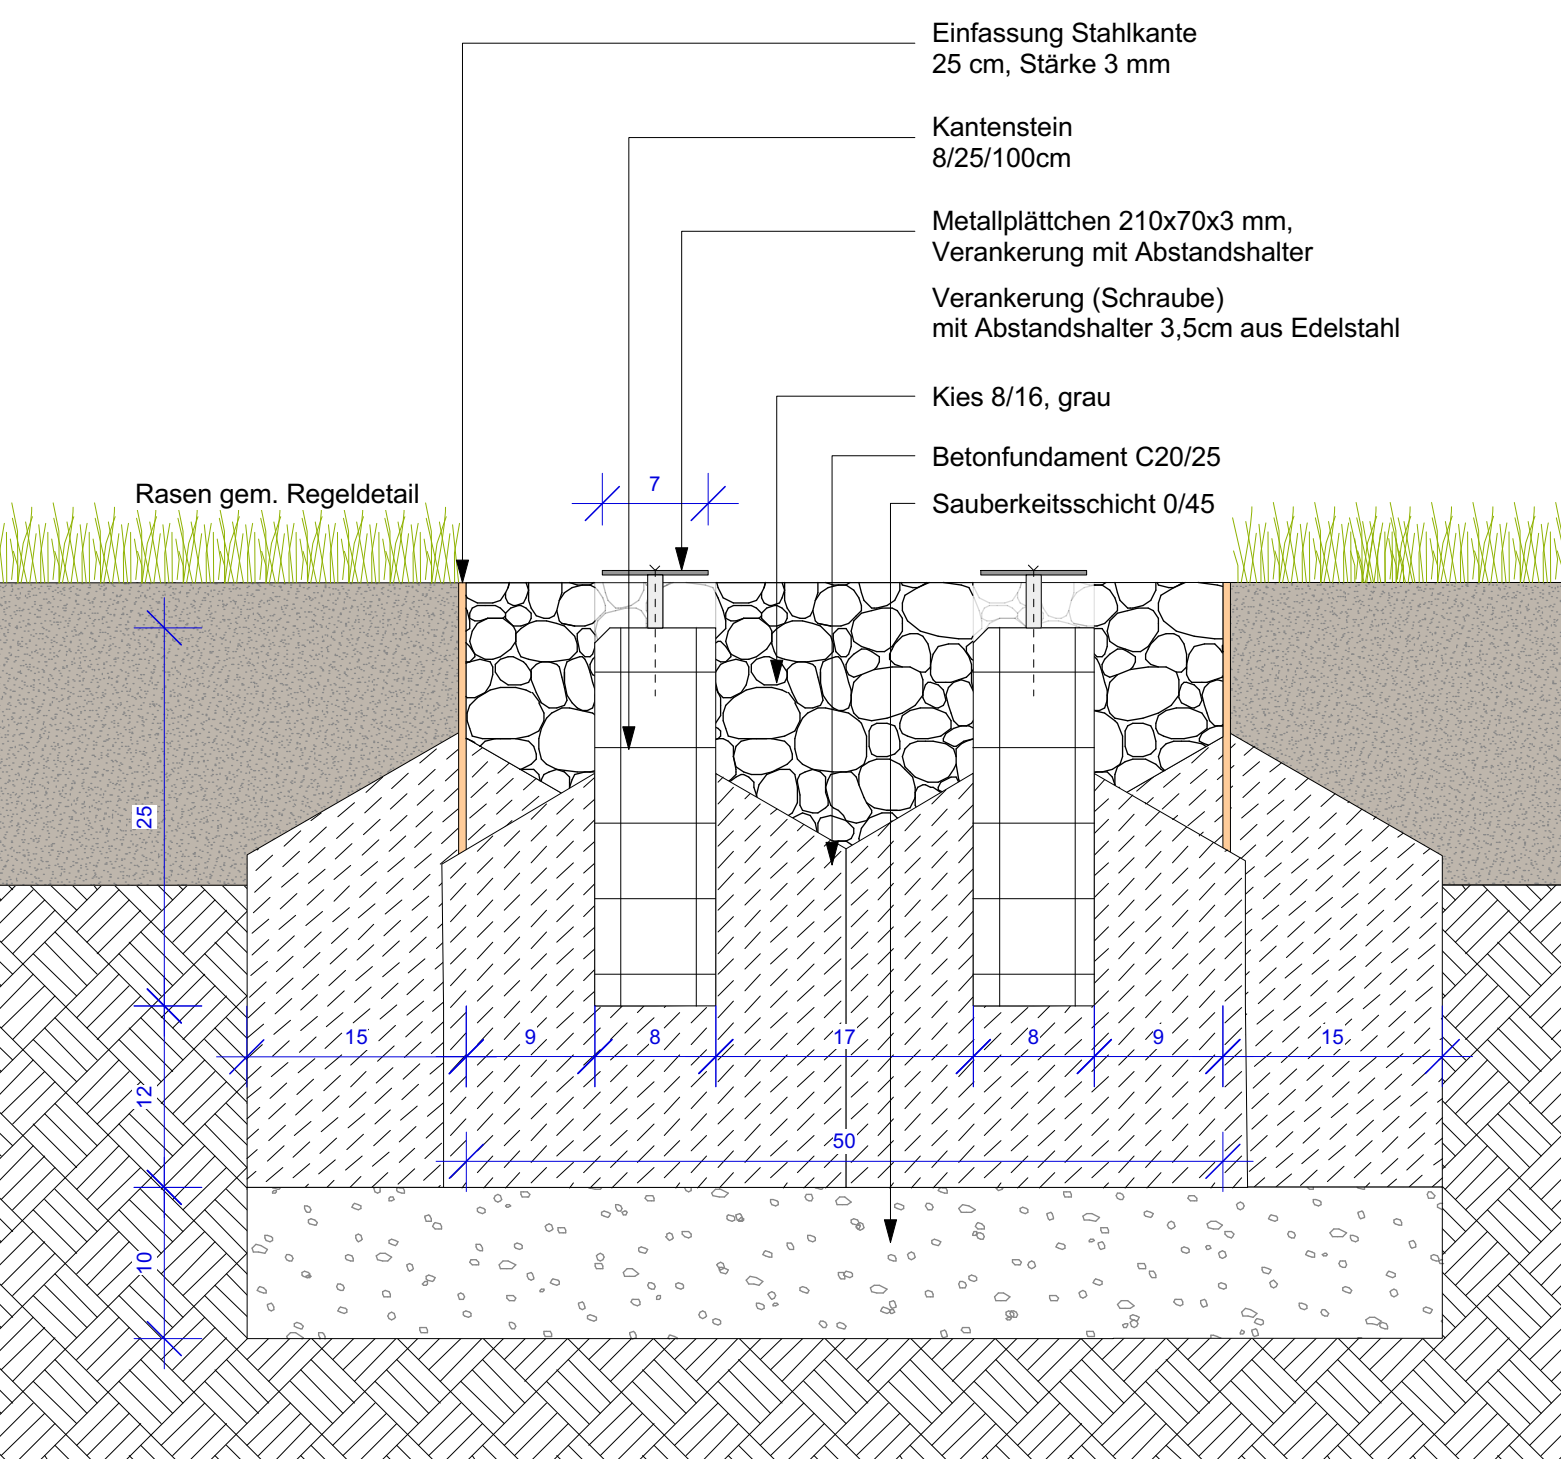 Einfassung Stahlkante
25 cm, Stärke 3 mm
Kantenstein
8/25/100cm
Metallplättchen 210x70x3 mm,
Verankerung mit Abstandshalter
Verankerung (Schraube)
mit Abstandshalter 3,5cm aus Edelstahl
Kies 8/16, grau
Betonfundament C20/25
Sauberkeitsschicht 0/45
Rasen gem. Regeldetail
7
25
12
10
15
9
8
17
8
9
15
50